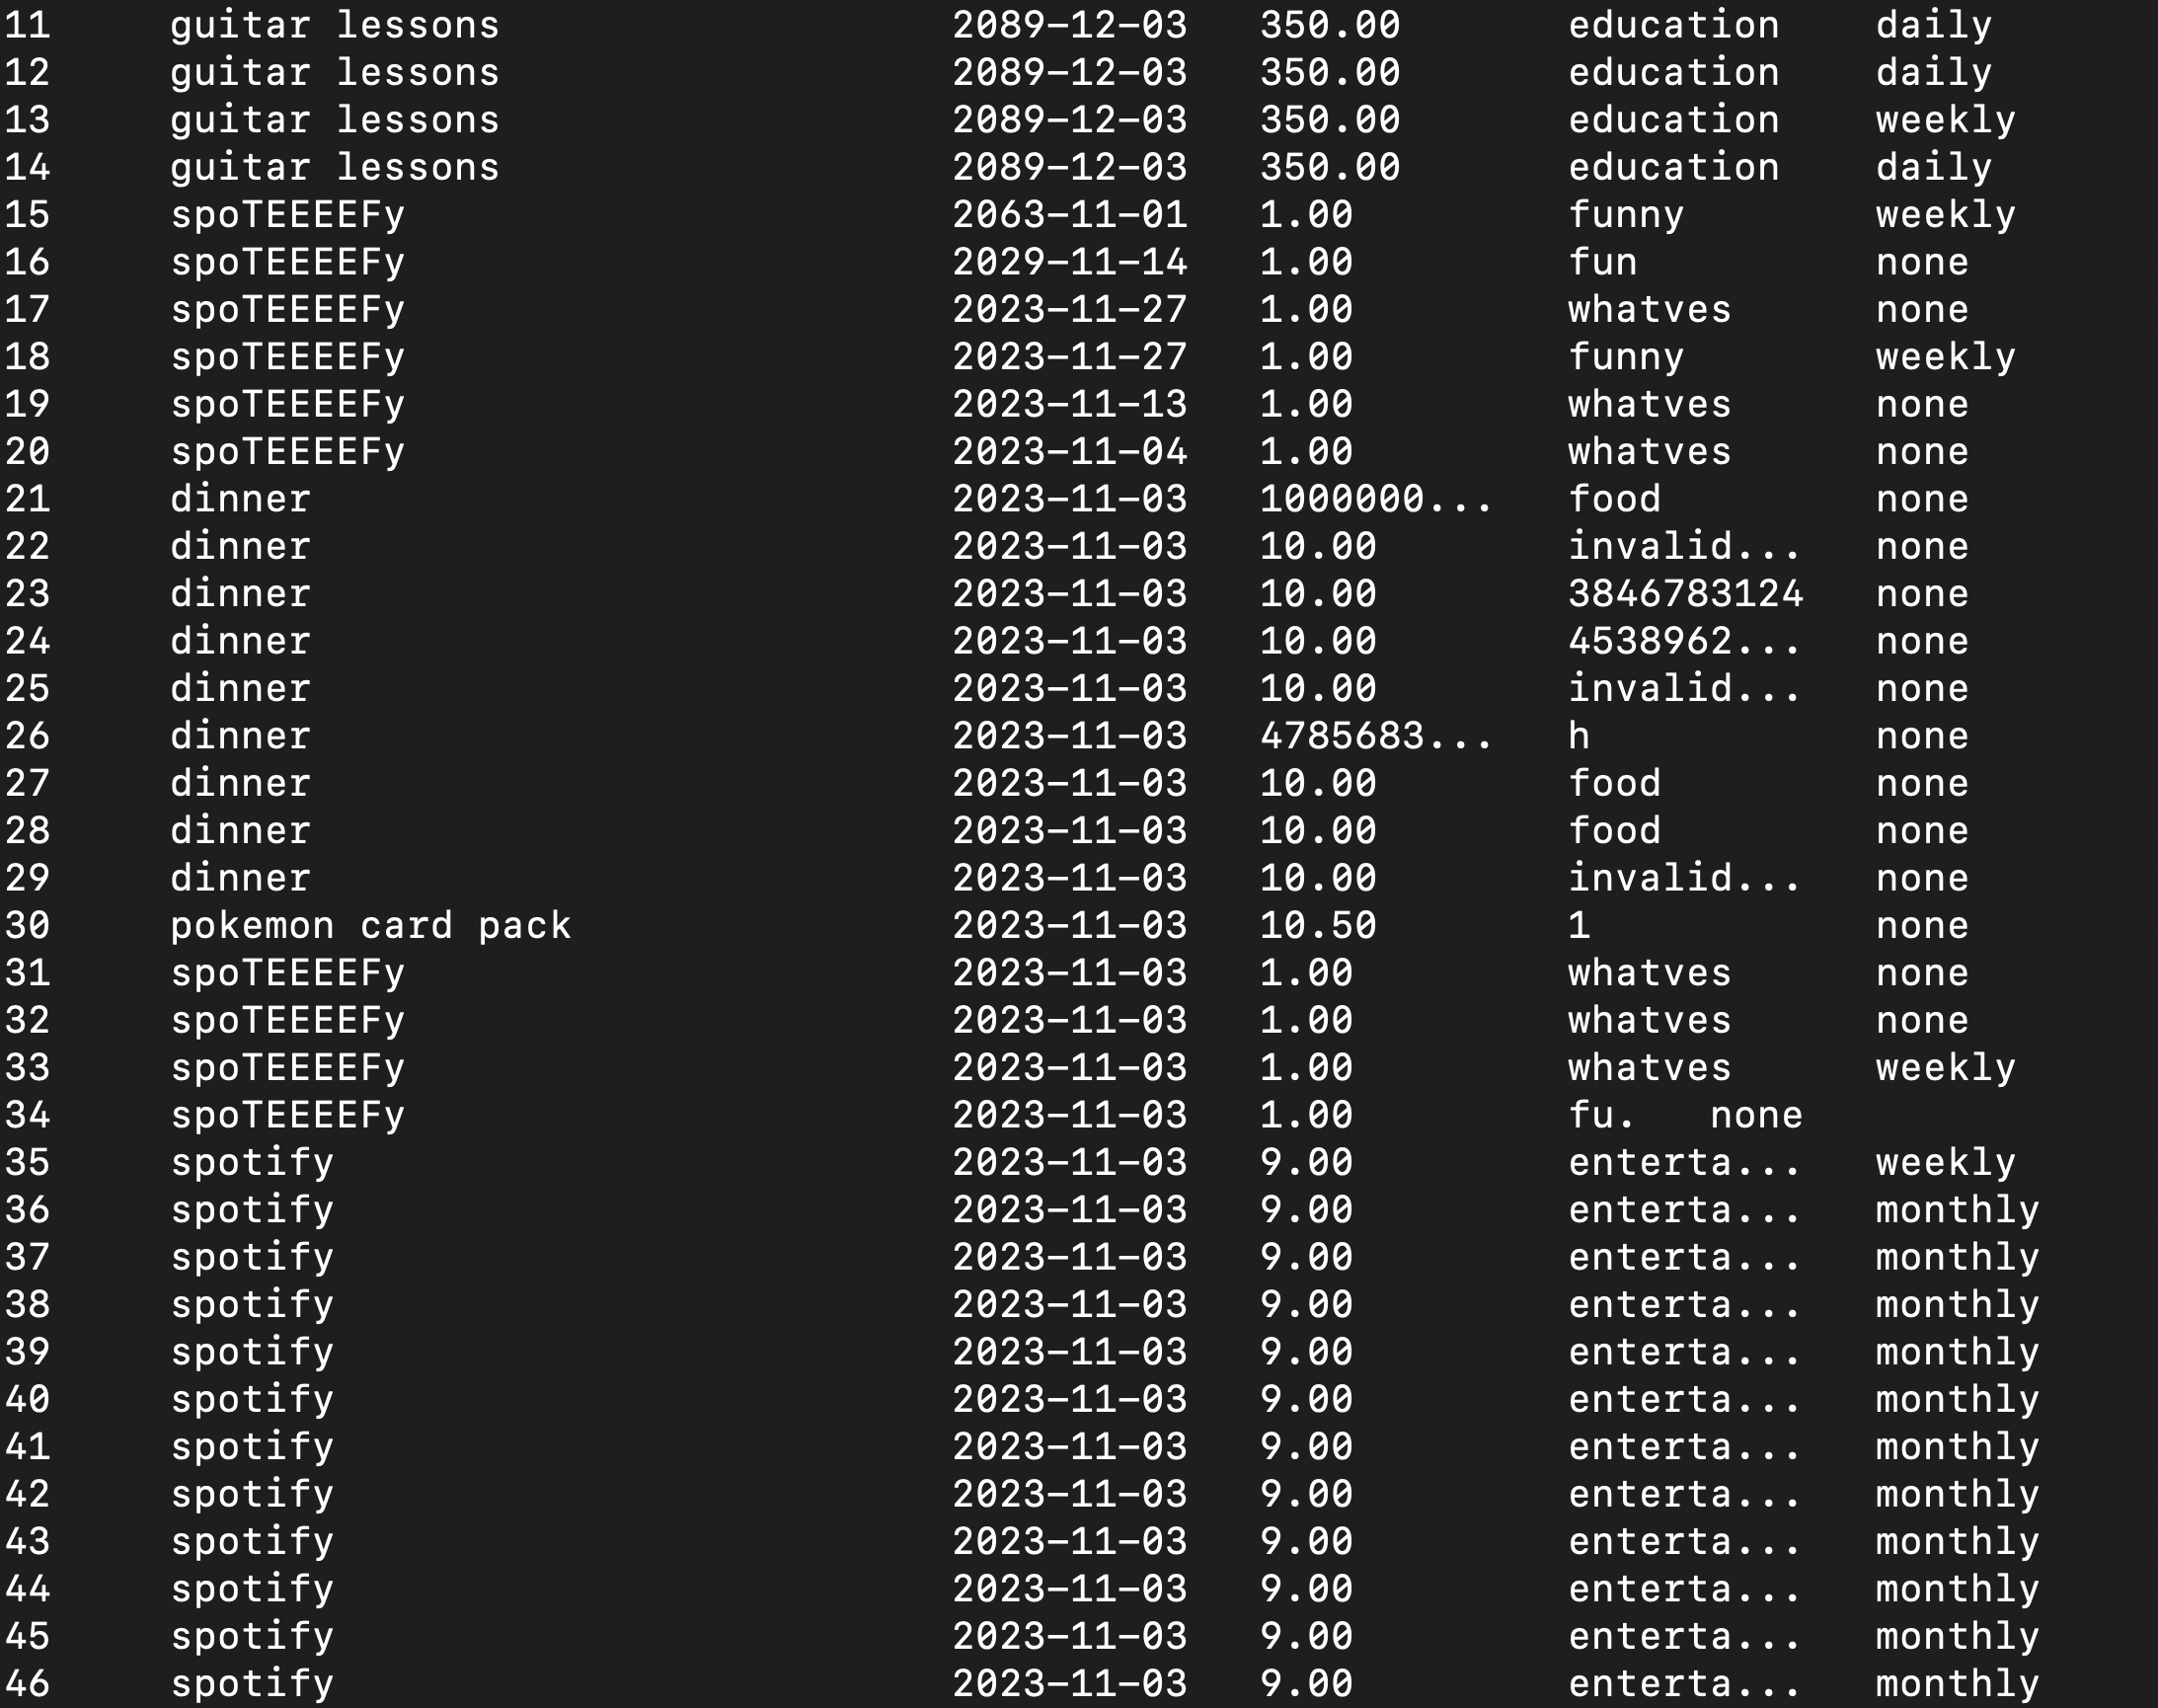 11 guitar lessons 2089-12-03 350.00 education daily
12 guitar lessons 2089-12-03 350.00 education daily
13 guitar lessons 2089-12-03 350.00 education weekly
14 guitar lessons 2089-12-03 350.00 education daily
15 spoTEEEEFy 2063-11-01 1.00 funny weekly
16 spoTEEEEFy 2029-11-14 1.00 fun none
17 spoTEEEEFy 2023-11-27 1.00 whatves none
18 spoTEEEEFy 2023-11-27 1.00 funny weekly
19 spoTEEEEFy 2023-11-13 1.00 whatves none
20 spoTEEEEFy 2023-11-04 1.00 whatves none
21 dinner 2023-11-03 1000000... food none
22 dinner 2023-11-03 10.00 invalid... none
23 dinner 2023-11-03 10.00 3846783124 none
24 dinner 2023-11-03 10.00 4538962... none
25 dinner 2023-11-03 10.00 invalid... none
26 dinner 2023-11-03 4785683... h none
27 dinner 2023-11-03 10.00 food none
28 dinner 2023-11-03 10.00 food none
29 dinner 2023-11-03 10.00 invalid... none
30 pokemon card pack 2023-11-03 10.50 1 none
31 spoTEEEEFy 2023-11-03 1.00 whatves none
32 spoTEEEEFy 2023-11-03 1.00 whatves none
33 spoTEEEEFy 2023-11-03 1.00 whatves weekly
34 spoTEEEEFy 2023-11-03 1.00 fu. none
35 spotify 2023-11-03 9.00 enterta... weekly
36 spotify 2023-11-03 9.00 enterta... monthly
37 spotify 2023-11-03 9.00 enterta... monthly
38 spotify 2023-11-03 9.00 enterta... monthly
39 spotify 2023-11-03 9.00 enterta... monthly
40 spotify 2023-11-03 9.00 enterta... monthly
41 spotify 2023-11-03 9.00 enterta... monthly
42 spotify 2023-11-03 9.00 enterta... monthly
43 spotify 2023-11-03 9.00 enterta... monthly
44 spotify 2023-11-03 9.00 enterta... monthly
45 spotify 2023-11-03 9.00 enterta... monthly
46 spotify 2023-11-03 9.00 enterta... monthly